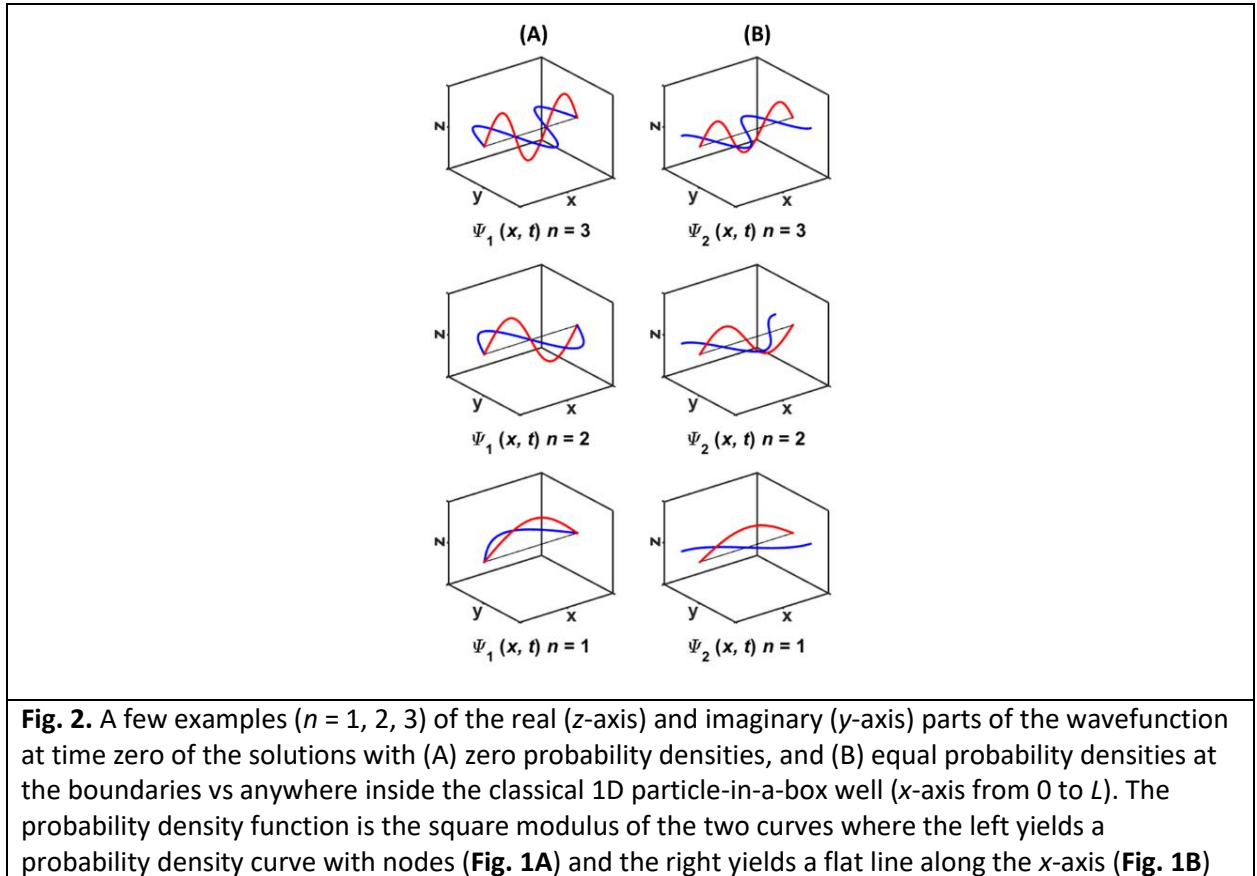 (A) (B)
z z
y x y x
Ψ1 (x, t) n = 3 Ψ2 (x, t) n = 3
z z
y x y x
Ψ1 (x, t) n = 2 Ψ2 (x, t) n = 2
z z
y x y x
Ψ1 (x, t) n = 1 Ψ2 (x, t) n = 1
Fig. 2. A few examples (n = 1, 2, 3) of the real (z-axis) and imaginary (y-axis) parts of the wavefunction
at time zero of the solutions with (A) zero probability densities, and (B) equal probability densities at
the boundaries vs anywhere inside the classical 1D particle-in-a-box well (x-axis from 0 to L). The
probability density function is the square modulus of the two curves where the left yields a
probability density curve with nodes (Fig. 1A) and the right yields a flat line along the x-axis (Fig. 1B)